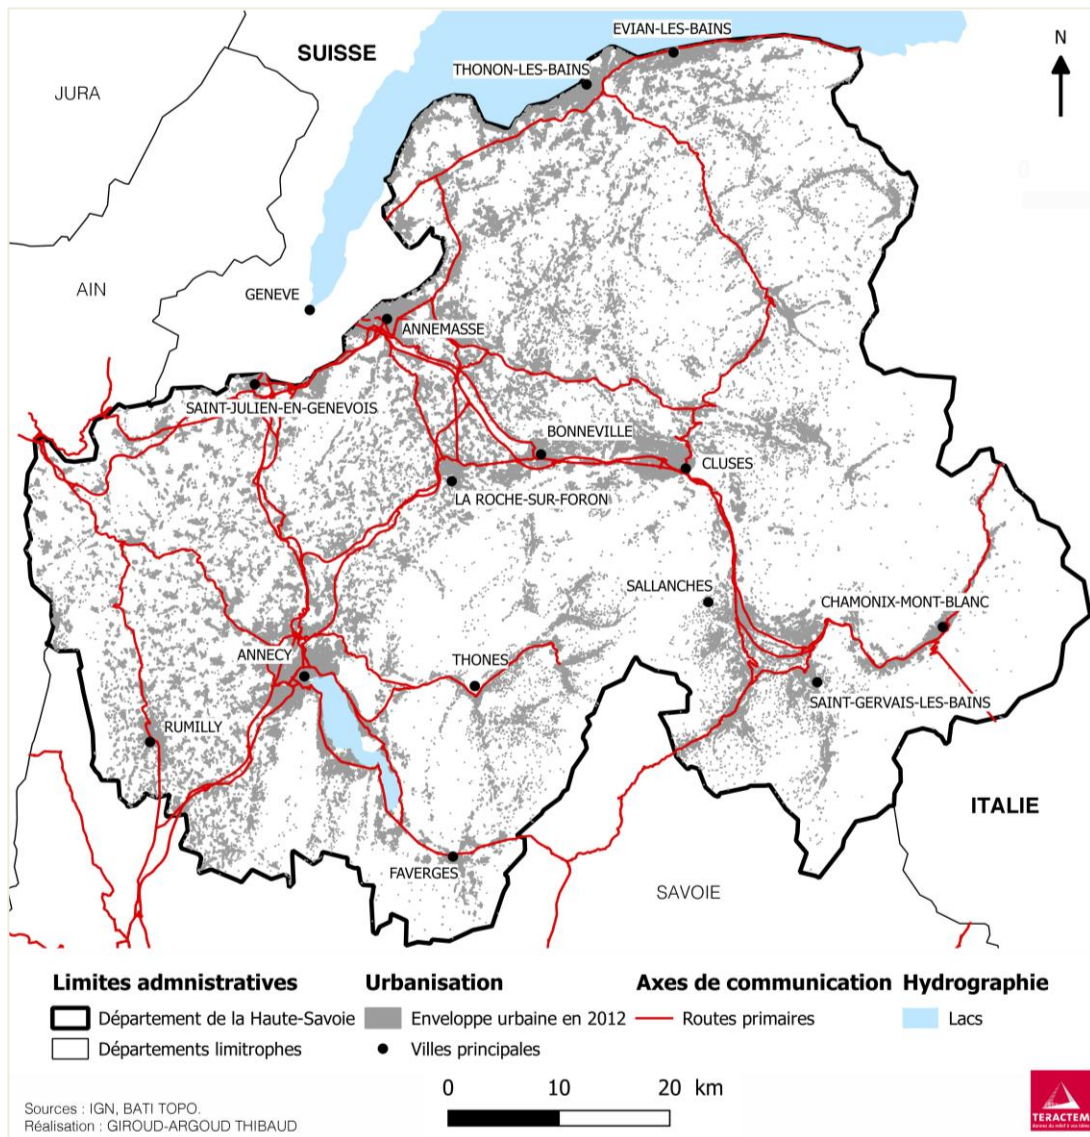 EVIAN-LES-BAINS
SUISSE
N
THONON-LES-BAINS
JURA
AIN
GENEVE
ANNEMASSE
SAINT-JULIEN-EN-GENEVOIS
BONNEVILLE
CLUSES
LA ROCHE-SUR-FORON
SALLANCHES
CHAMONIX-MONT-BLANC
ANNECY
THONES
SAINT-GERVAIS-LES-BAINS
RUMILLY
ITALIE
FAVERGES
SAVOIE
Limites admnistratives
Département de la Haute-Savoie
Départements limitrophes
Urbanisation
Enveloppe urbaine en 2012
Villes principales
Axes de communication
Routes primaires
Hydrographie
Lacs
0 10 20 km
Sources : IGN, BATI TOPO.
Réalisation : GIROUD-ARGOUD THIBAUD
TERACTEM